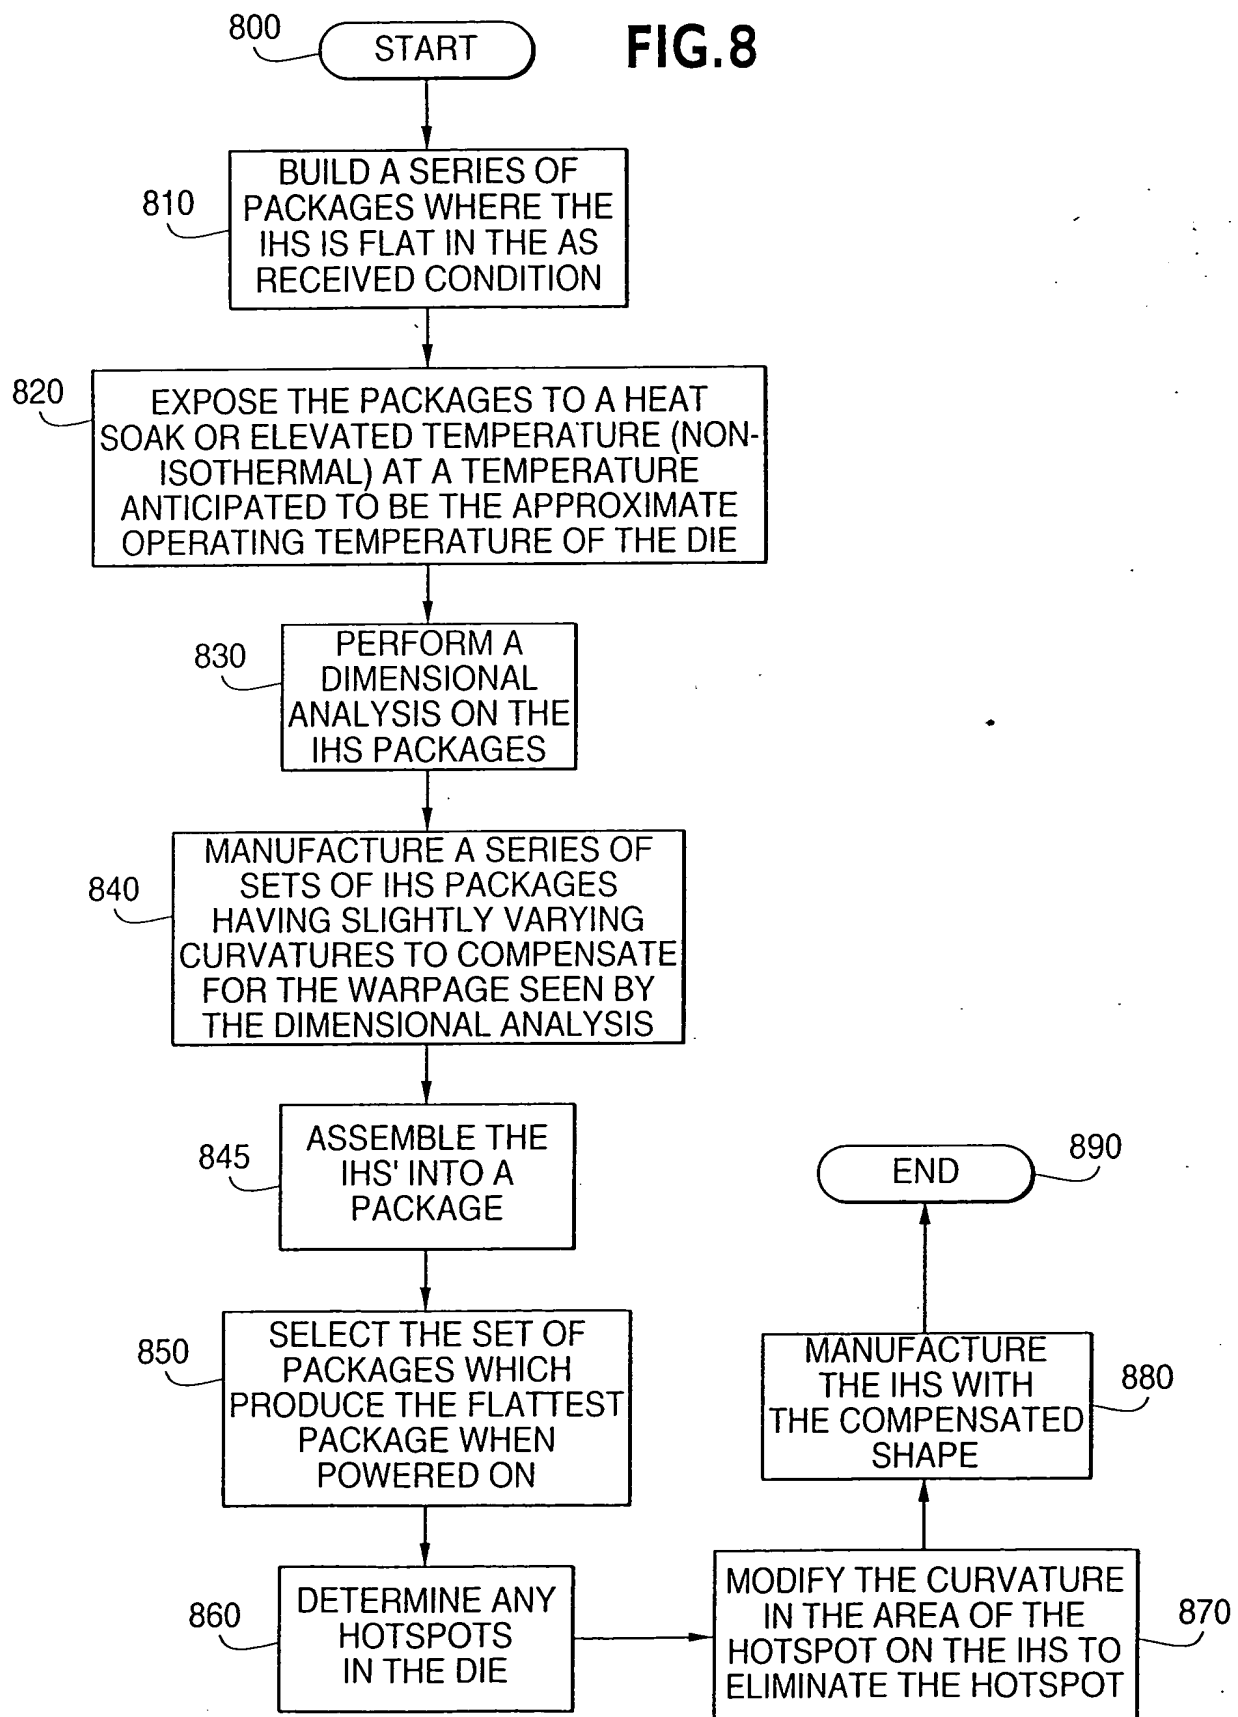 FIG.8
800
START
810
BUILD A SERIES OF
PACKAGES WHERE THE
IHS IS FLAT IN THE AS
RECEIVED CONDITION
820
EXPOSE THE PACKAGES TO A HEAT
SOAK OR ELEVATED TEMPERATURE (NON-
ISOTHERMAL) AT A TEMPERATURE
ANTICIPATED TO BE THE APPROXIMATE
OPERATING TEMPERATURE OF THE DIE
830
PERFORM A
DIMENSIONAL
ANALYSIS ON THE
IHS PACKAGES
840
MANUFACTURE A SERIES OF
SETS OF IHS PACKAGES
HAVING SLIGHTLY VARYING
CURVATURES TO COMPENSATE
FOR THE WARPAGE SEEN BY
THE DIMENSIONAL ANALYSIS
845
ASSEMBLE THE
IHS' INTO A
PACKAGE
850
SELECT THE SET OF
PACKAGES WHICH
PRODUCE THE FLATTEST
PACKAGE WHEN
POWERED ON
860
DETERMINE ANY
HOTSPOTS
IN THE DIE
870
MODIFY THE CURVATURE
IN THE AREA OF THE
HOTSPOT ON THE IHS TO
ELIMINATE THE HOTSPOT
880
MANUFACTURE
THE IHS WITH
THE COMPENSATED
SHAPE
890
END